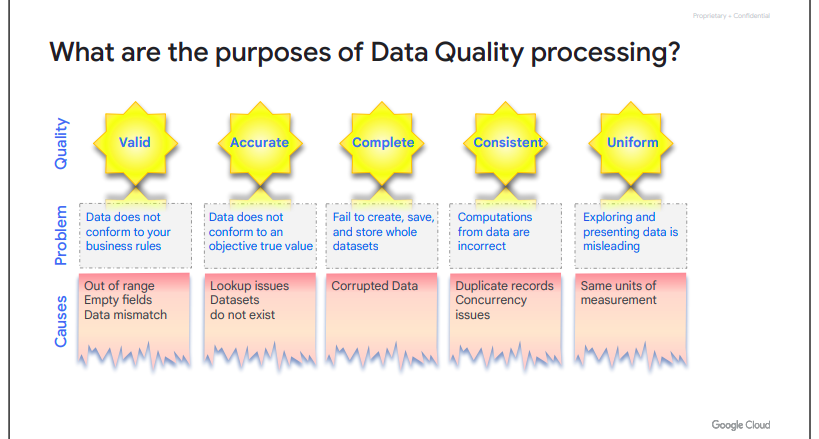 Proprietary + Confidential
What are the purposes of Data Quality processing?
Quality
Valid
Accurate
Complete
Consistent
Uniform
Problem
Data does not
conform to your
business rules
Data does not
conform to an
objective true value
Fail to create, save,
and store whole
datasets
Computations
from data are
incorrect
Exploring and
presenting data is
misleading
Causes
Out of range
Empty fields
Data mismatch
Lookup issues
Datasets
do not exist
Corrupted Data
Duplicate records
Concurrency
issues
Same units of
measurement
Google Cloud